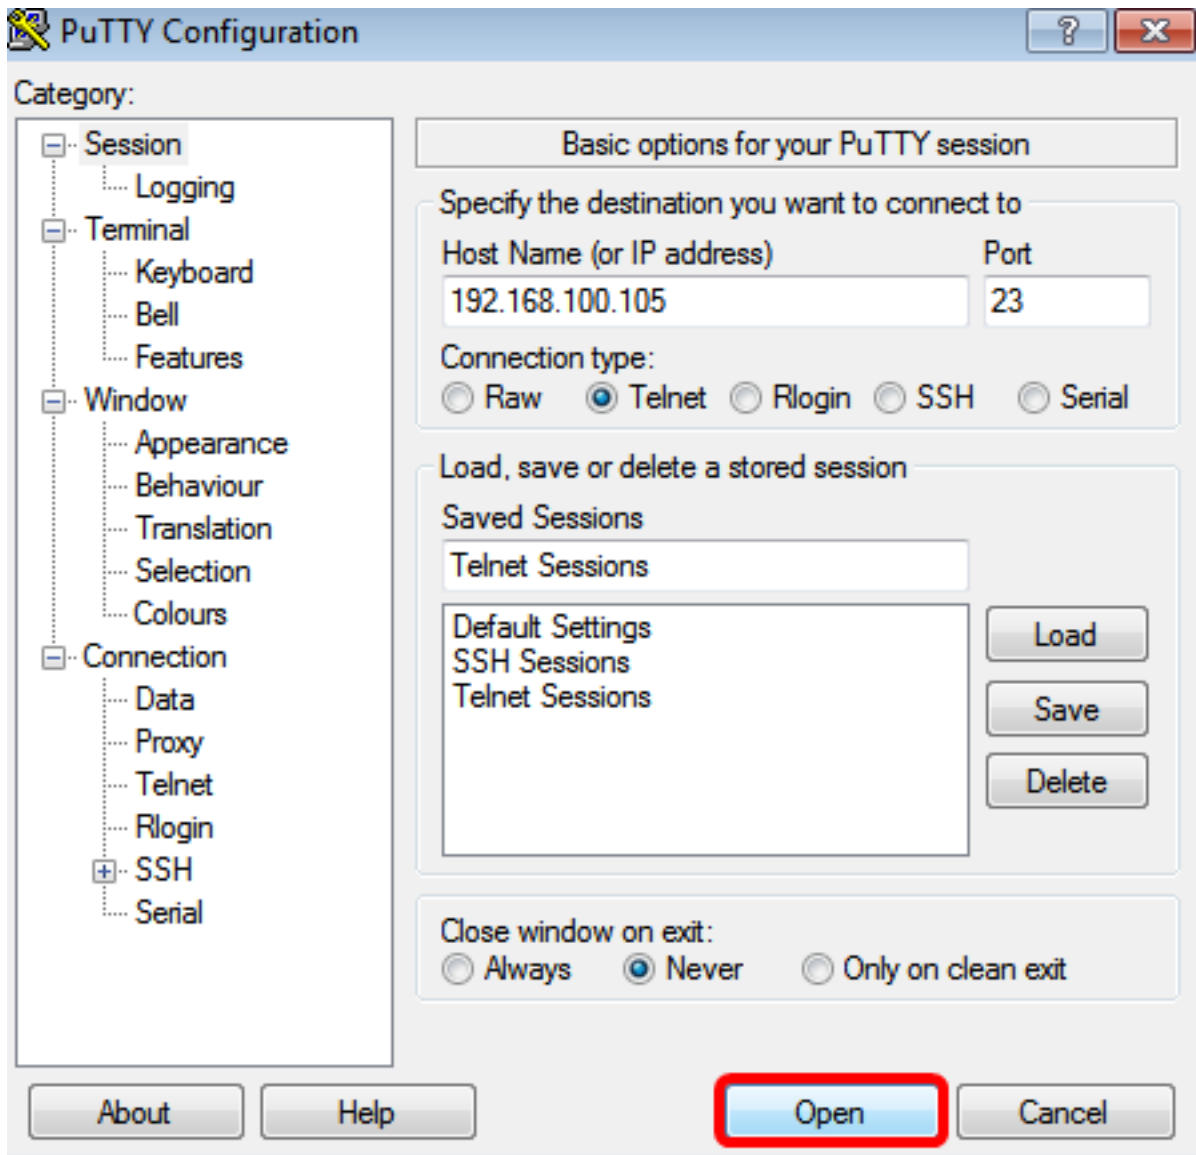 PuTTY Configuration
Category:
Session
Logging
Terminal
Keyboard
Bell
Features
Window
Appearance
Behaviour
Translation
Selection
Colours
Connection
Data
Proxy
Telnet
Rlogin
SSH
Serial
Basic options for your PuTTY session
Specify the destination you want to connect to
Host Name (or IP address) Port
192.168.100.105 23
Connection type:
Raw Telnet Rlogin SSH Serial
Load, save or delete a stored session
Saved Sessions
Telnet Sessions
Default Settings
SSH Sessions
Telnet Sessions
Load
Save
Delete
Close window on exit:
Always Never Only on clean exit
About Help Open Cancel